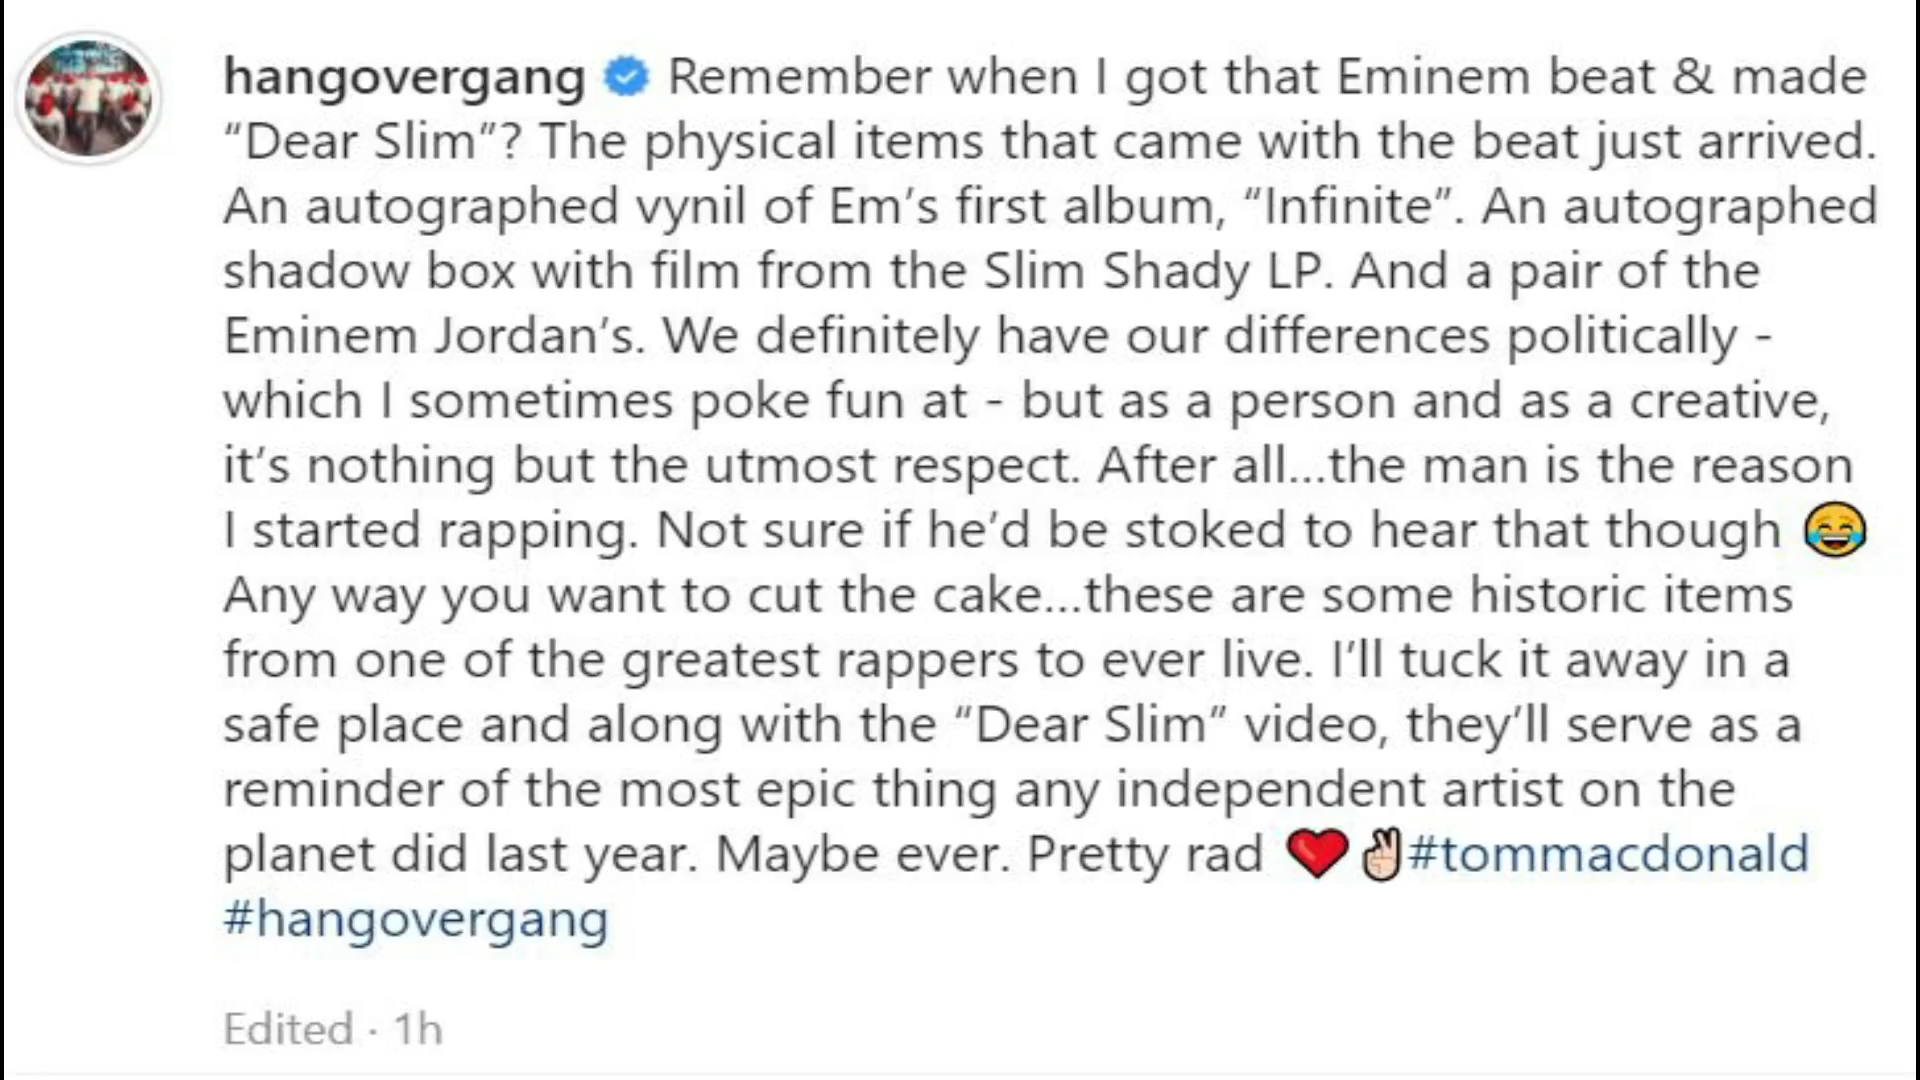 hangovergang Remember when I got that Eminem beat & made
“Dear Slim”? The physical items that came with the beat just arrived.
An autographed vynil of Em’s first album, “Infinite”. An autographed
shadow box with film from the Slim Shady LP. And a pair of the
Eminem Jordan’s. We definitely have our differences politically -
which I sometimes poke fun at - but as a person and as a creative,
it’s nothing but the utmost respect. After all...the man is the reason
I started rapping. Not sure if he’d be stoked to hear that though 😂
Any way you want to cut the cake...these are some historic items
from one of the greatest rappers to ever live. I’ll tuck it away in a
safe place and along with the “Dear Slim” video, they’ll serve as a
reminder of the most epic thing any independent artist on the
planet did last year. Maybe ever. Pretty rad ❤️✌🏻#tommacdonald
#hangovergang
Edited · 1h